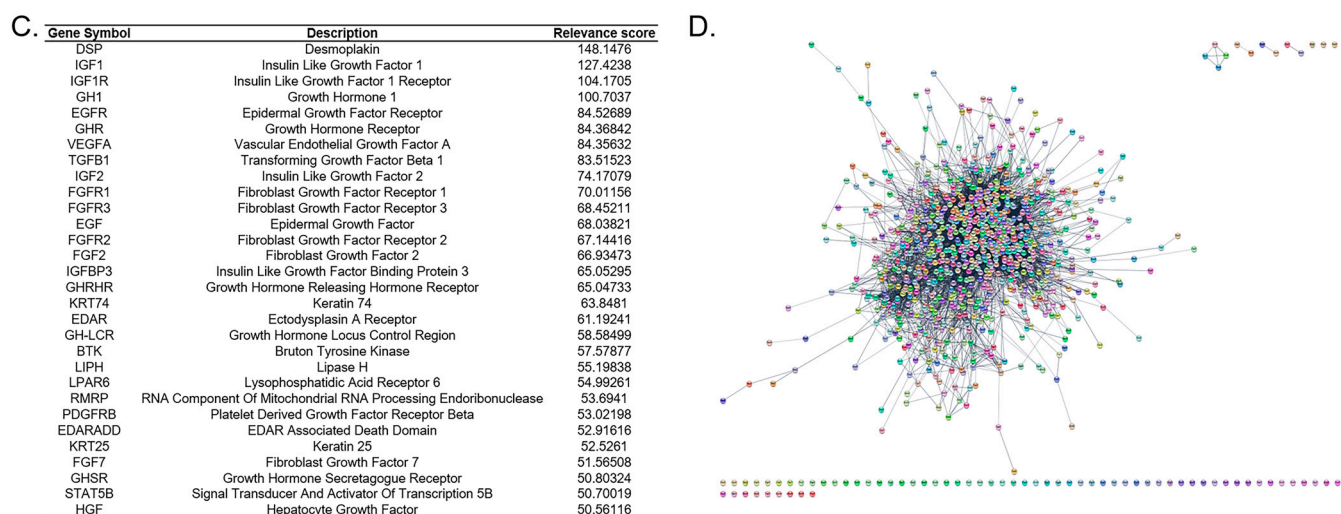 C.
Gene Symbol Description Relevance score
DSP Desmoplakin 148.1476
IGF1 Insulin Like Growth Factor 1 127.4238
IGF1R Insulin Like Growth Factor 1 Receptor 104.1705
GH1 Growth Hormone 1 100.7037
EGFR Epidermal Growth Factor Receptor 84.52689
GHR Growth Hormone Receptor 84.36842
VEGFA Vascular Endothelial Growth Factor A 84.35632
TGFB1 Transforming Growth Factor Beta 1 83.51523
IGF2 Insulin Like Growth Factor 2 74.17079
FGFR1 Fibroblast Growth Factor Receptor 1 70.01156
FGFR3 Fibroblast Growth Factor Receptor 3 68.45211
EGF Epidermal Growth Factor 68.03821
FGFR2 Fibroblast Growth Factor Receptor 2 67.14416
FGF2 Fibroblast Growth Factor 2 66.93473
IGFBP3 Insulin Like Growth Factor Binding Protein 3 65.05295
GHRHR Growth Hormone Releasing Hormone Receptor 65.04733
KRT74 Keratin 74 63.8481
EDAR Ectodysplasin A Receptor 61.19241
GH-LCR Growth Hormone Locus Control Region 58.58499
BTK Bruton Tyrosine Kinase 57.57877
LIPH Lipase H 55.19838
LPAR6 Lysophosphatidic Acid Receptor 6 54.99261
RMRP RNA Component Of Mitochondrial RNA Processing Endoribonuclease 53.6941
PDGFRB Platelet Derived Growth Factor Receptor Beta 53.02198
EDARADD EDAR Associated Death Domain 52.91616
KRT25 Keratin 25 52.5261
FGF7 Fibroblast Growth Factor 7 51.56508
GHSR Growth Hormone Secretagogue Receptor 50.80324
STAT5B Signal Transducer And Activator Of Transcription 5B 50.70019
HGF Hepatocyte Growth Factor 50.56116
D.